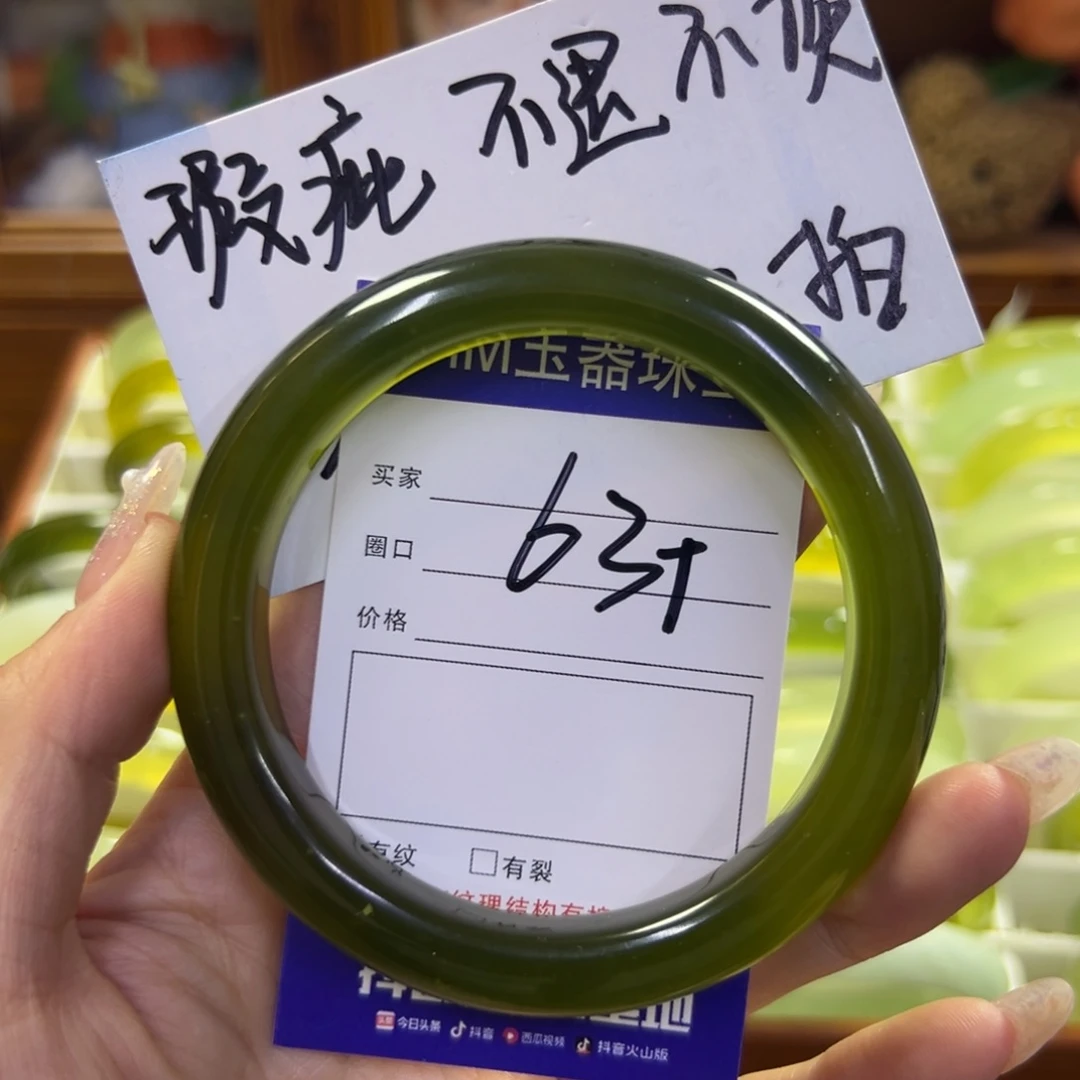 瑕疵 不退 不换
拍
玉器珠
买家
63+
圈口
价格
有纹 □有裂
纹理结构有
今日头条 抖音 西瓜视频 抖音火山版